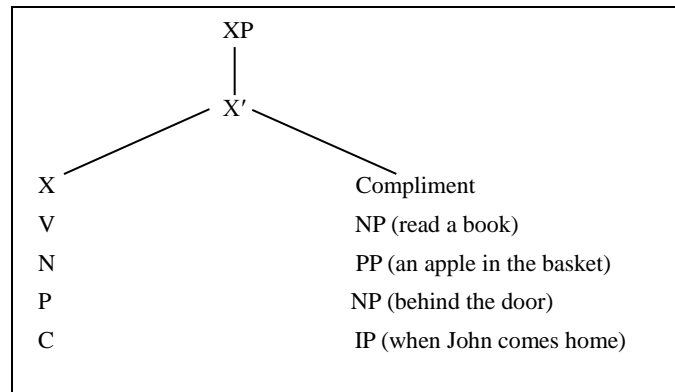 XP
X′
X Compliment
V NP (read a book)
N PP (an apple in the basket)
P NP (behind the door)
C IP (when John comes home)